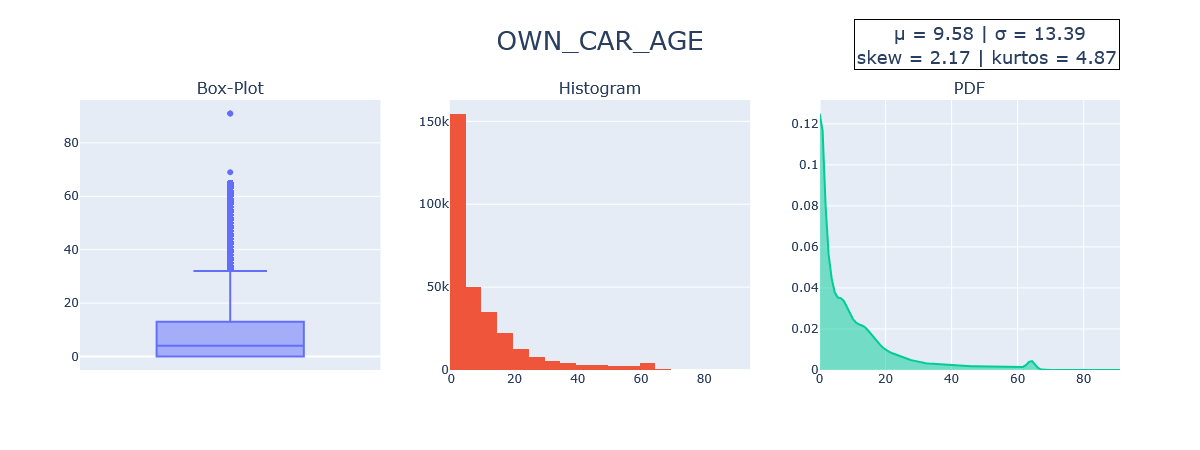 OWN_CAR_AGE
μ = 9.58 | σ = 13.39
skew = 2.17 | kurtos = 4.87
Box-Plot
80
60
40
20
0
Histogram
150k
100k
50k
0
0 20 40 60 80
PDF
0.12
0.1
0.08
0.06
0.04
0.02
0
0 20 40 60 80